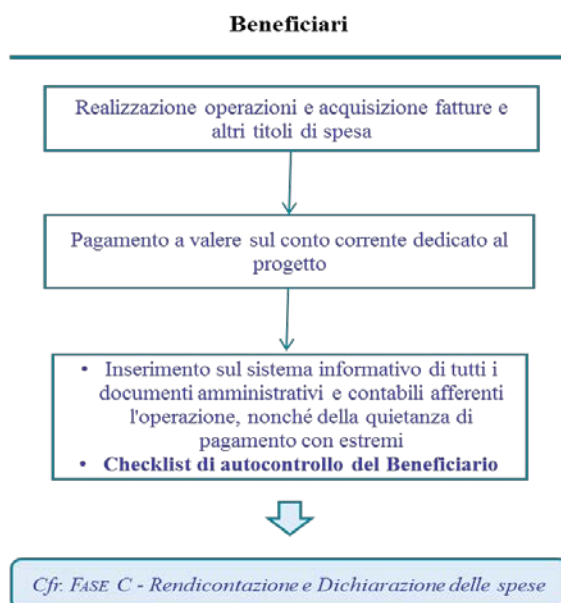 Beneficiari
Realizzazione operazioni e acquisizione fatture e
altri titoli di spesa
Pagamento a valere sul conto corrente dedicato al
progetto
• Inserimento sul sistema informativo di tutti i
documenti amministrativi e contabili afferenti
l'operazione, nonché della quietanza di
pagamento con estremi
• Checklist di autocontrollo del Beneficiario
Cfr. FASE C - Rendicontazione e Dichiarazione delle spese